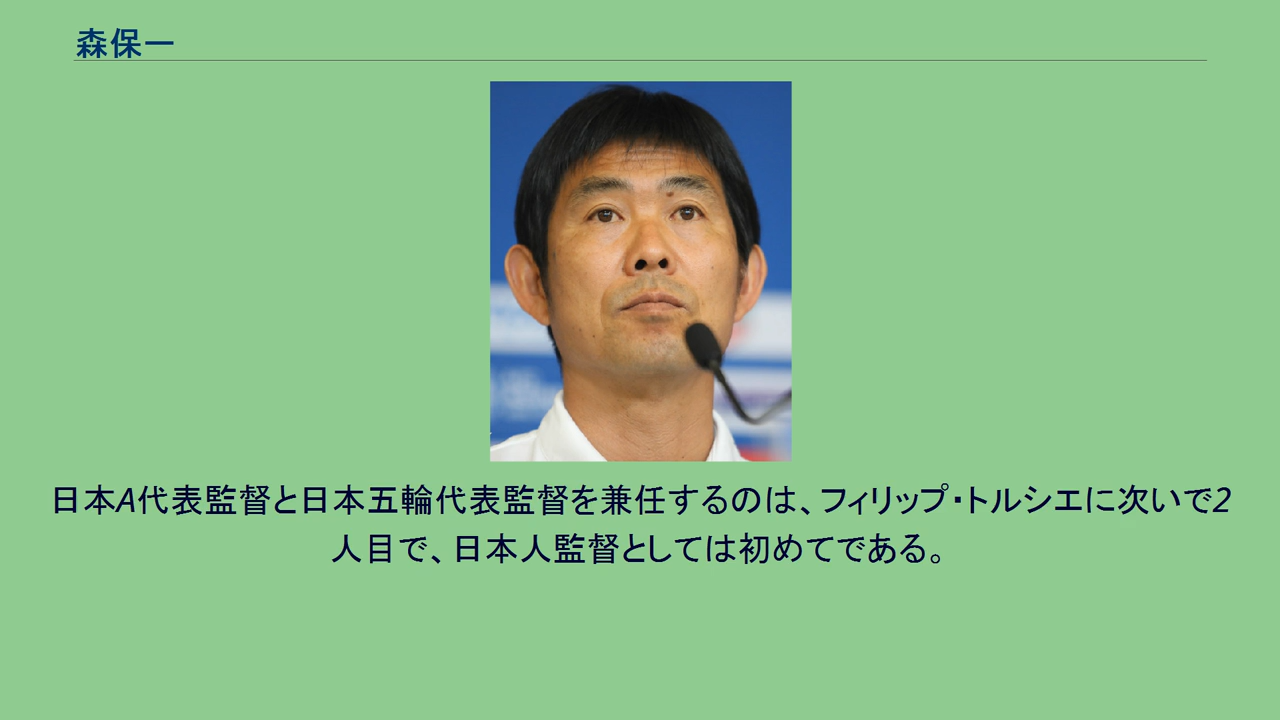 森保一
日本A代表監督と日本五輪代表監督を兼任するのは、フィリップ・トルシエに次いで2
人目で、日本人監督としては初めてである。